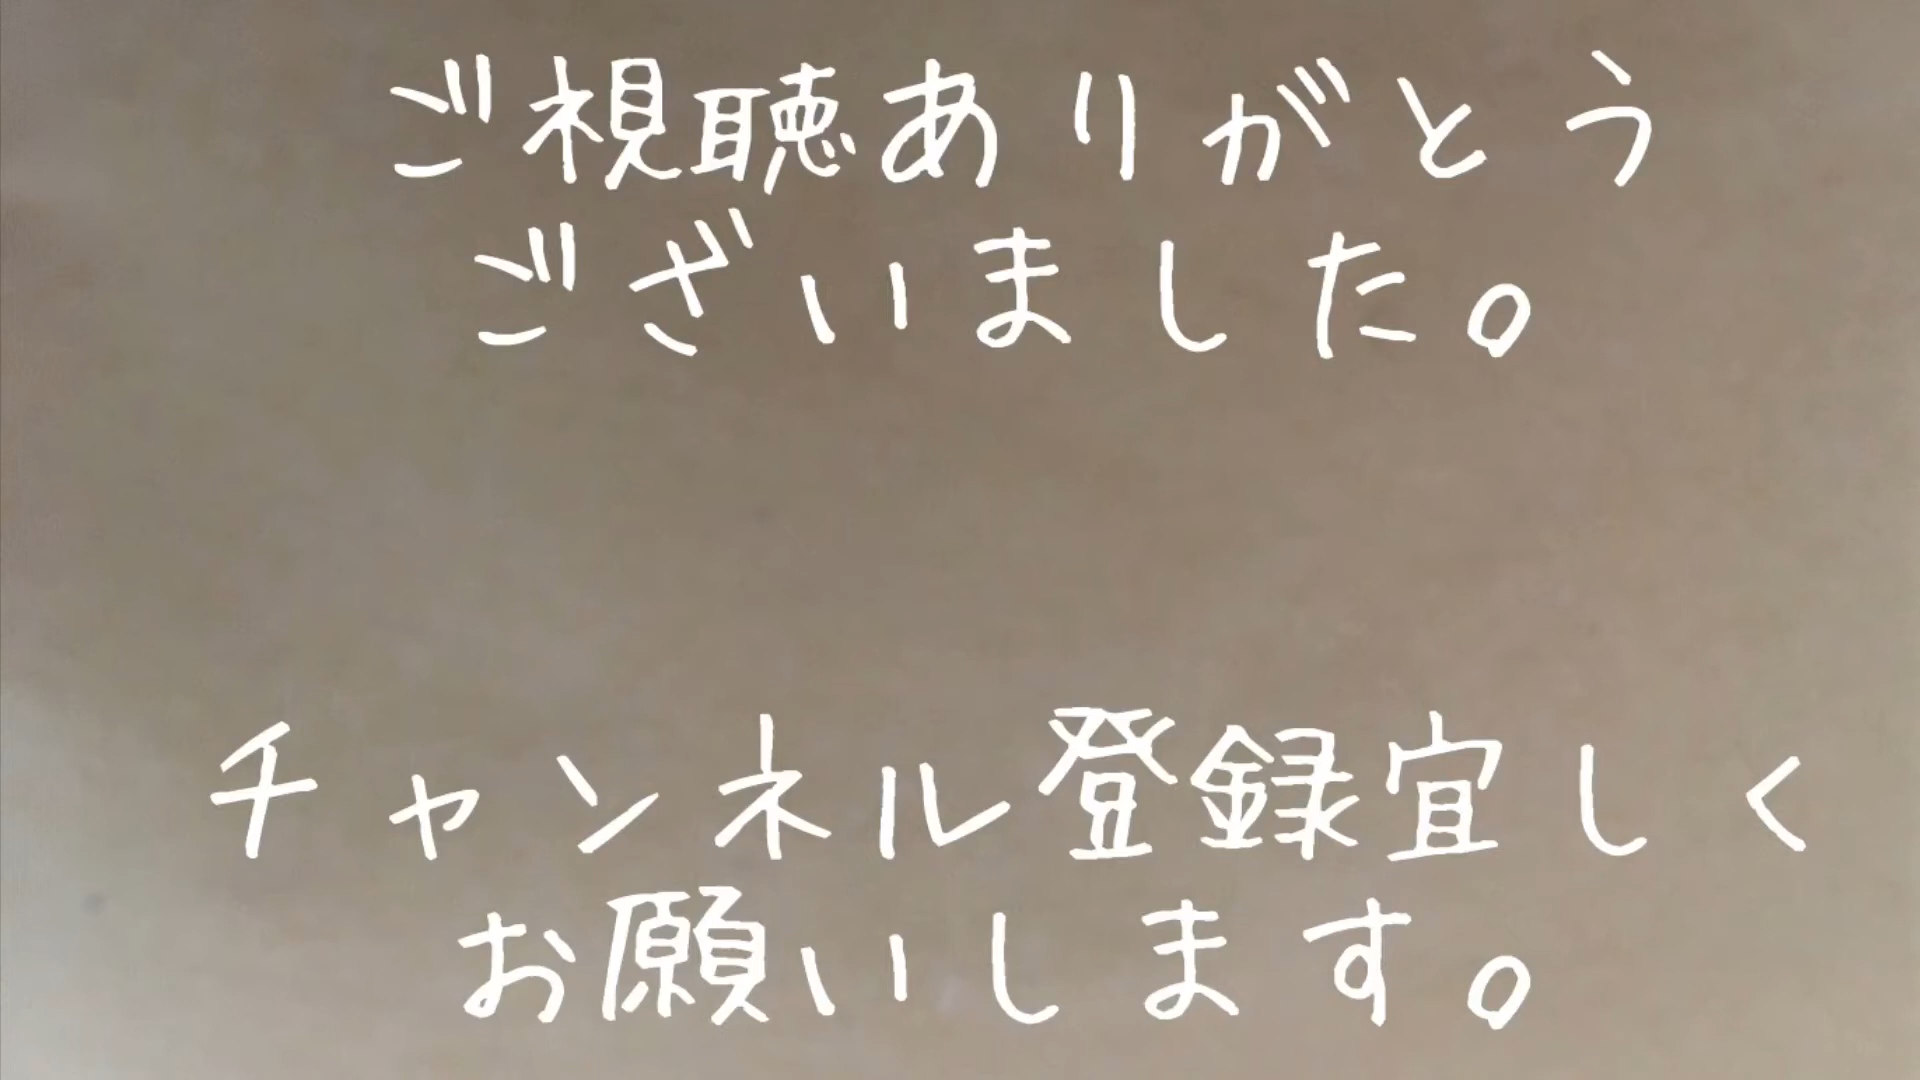 ご視聴ありがとう
ございました。
チャンネル登録宜しく
お願いします。